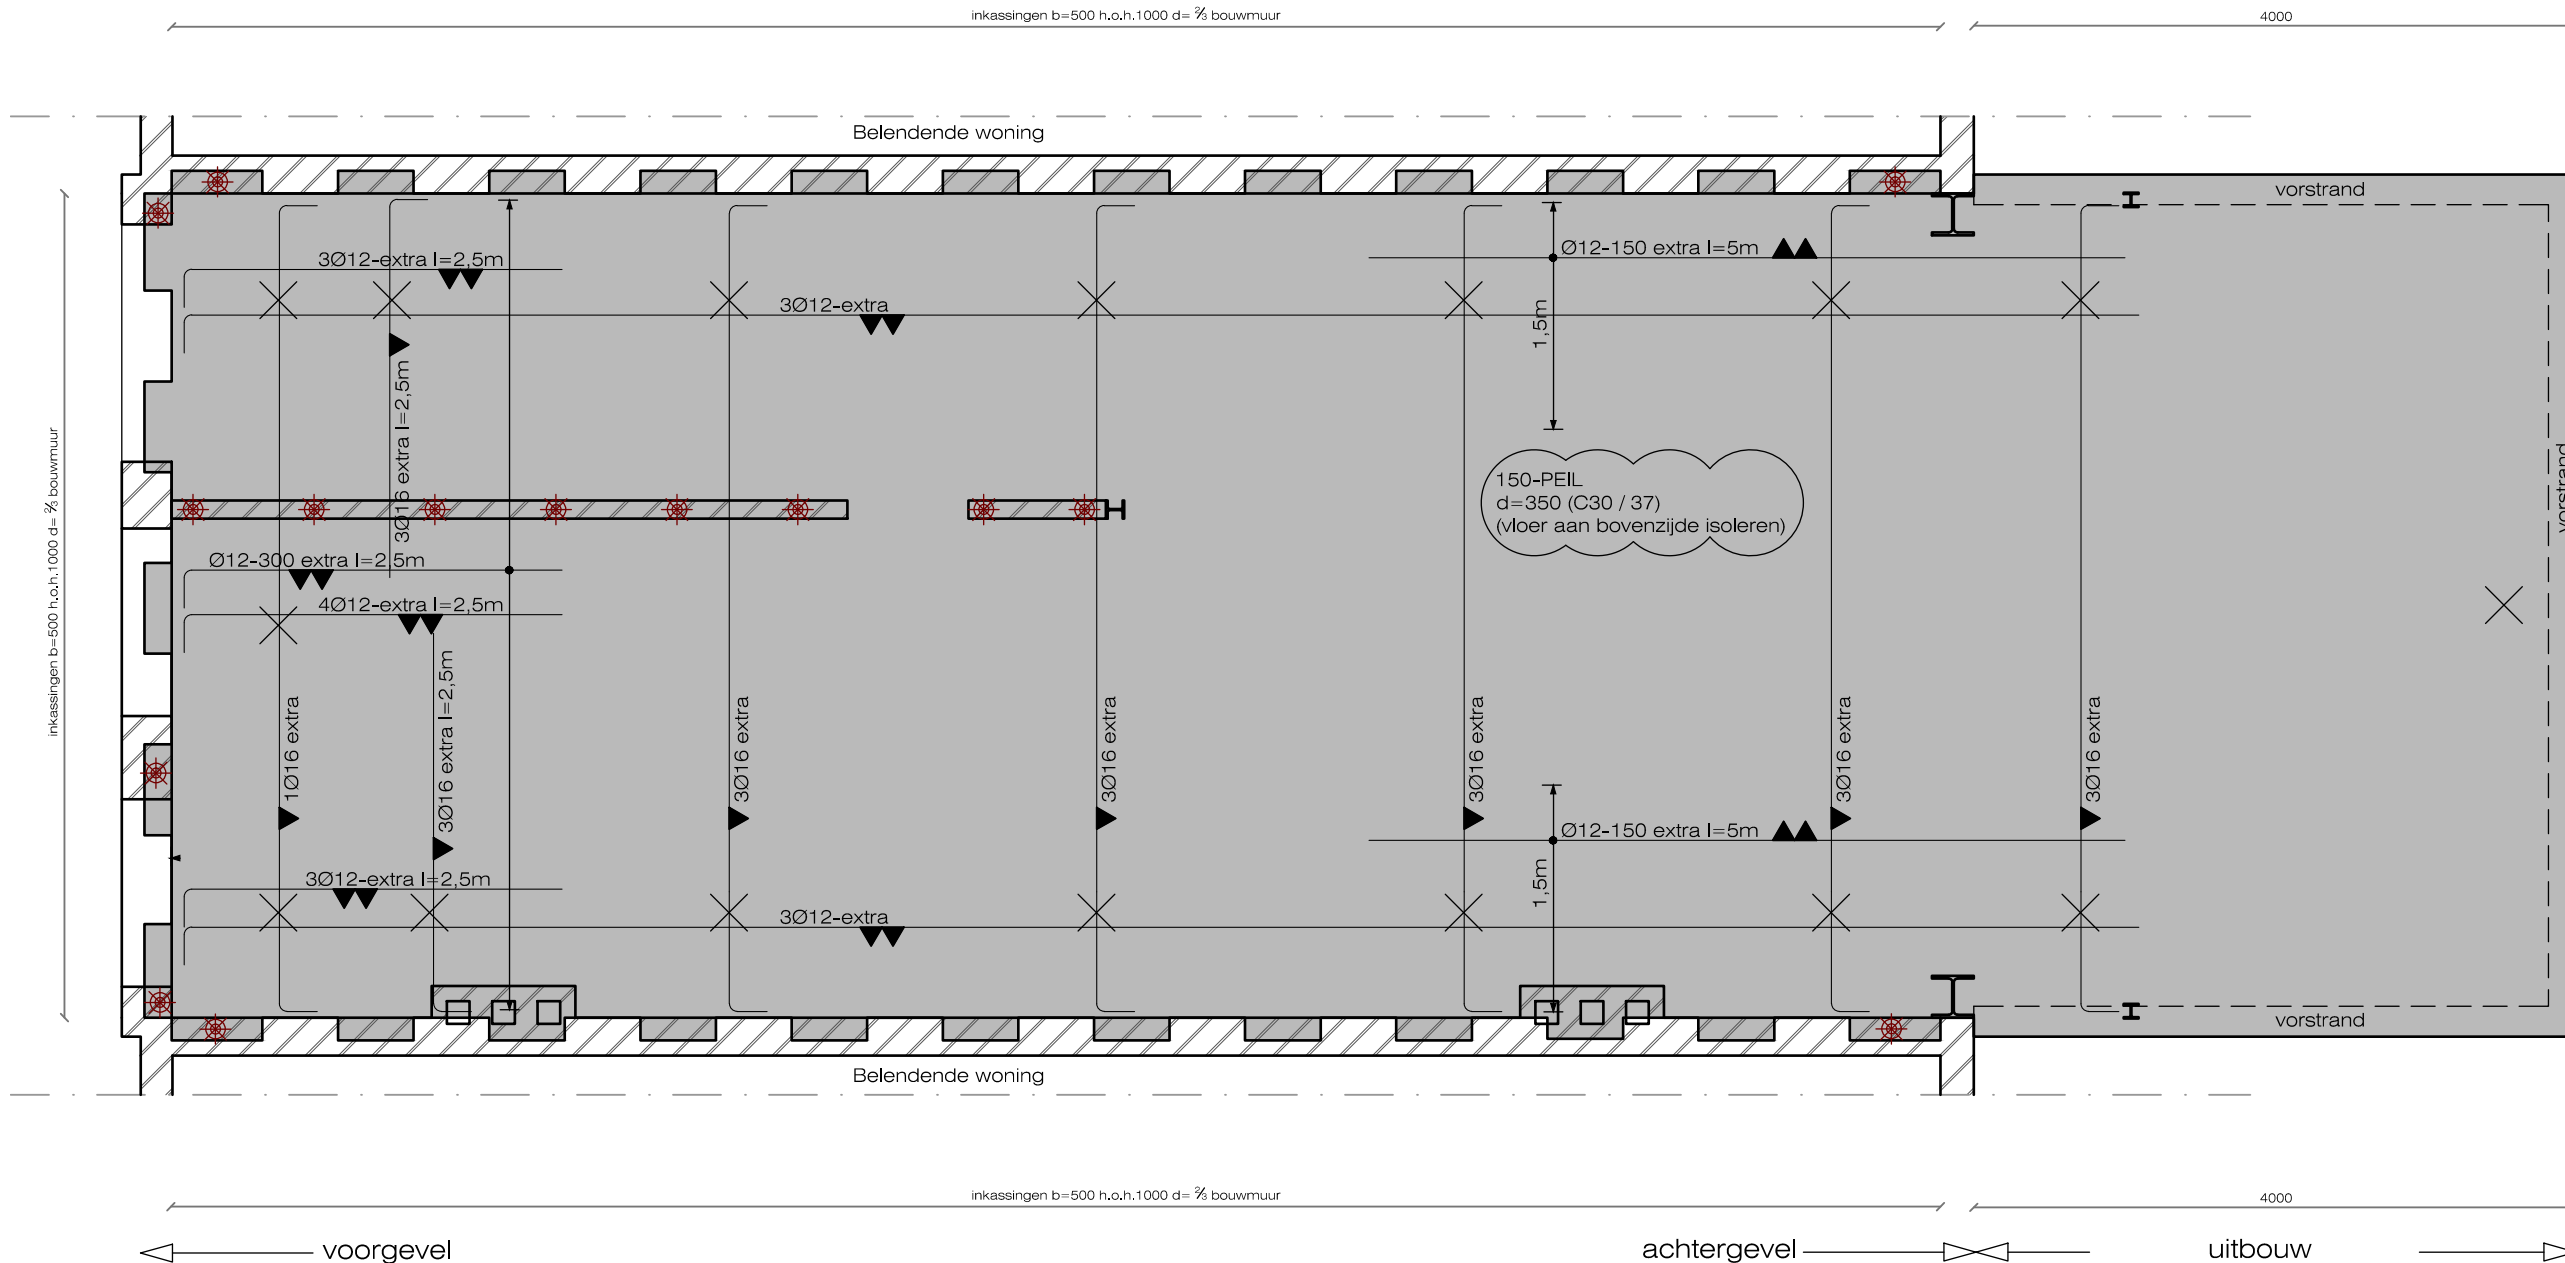 inkassingen b=500 h.o.h.1000 d= ⅔ bouwmuur
4000
Belendende woning
vorstrand
3Ø12-extra l=2,5m
Ø12-150 extra l=5m
3Ø12-extra
1,5m
3Ø16 extra l=2,5m
inkassingen b=500 h.o.h.1000 d= ⅔ bouwmuur
150-PEIL
d=350 (C30 / 37)
(vloer aan bovenzijde isoleren)
vorstrand
Ø12-300 extra l=2,5m
4Ø12-extra l=2,5m
3Ø16 extra l=2,5m
1Ø16 extra
3Ø16 extra
3Ø16 extra
3Ø16 extra
3Ø16 extra
3Ø16 extra
Ø12-150 extra l=5m
3Ø12-extra l=2,5m
1,5m
3Ø12-extra
vorstrand
Belendende woning
inkassingen b=500 h.o.h.1000 d= ⅔ bouwmuur
4000
voorgevel
achtergevel
uitbouw